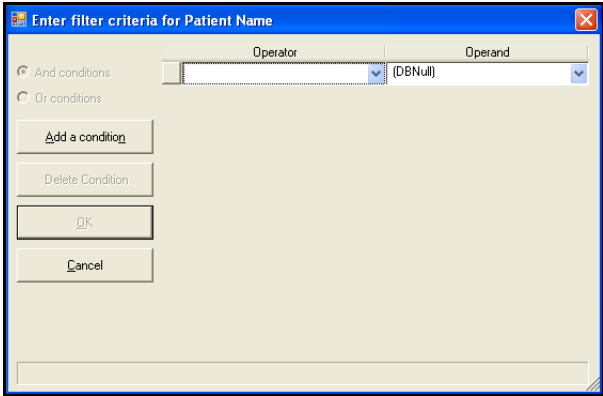 Enter filter criteria for Patient Name
Operator Operand
And conditions
(DBNull)
Or conditions
Add a condition
Delete Condition
OK
Cancel